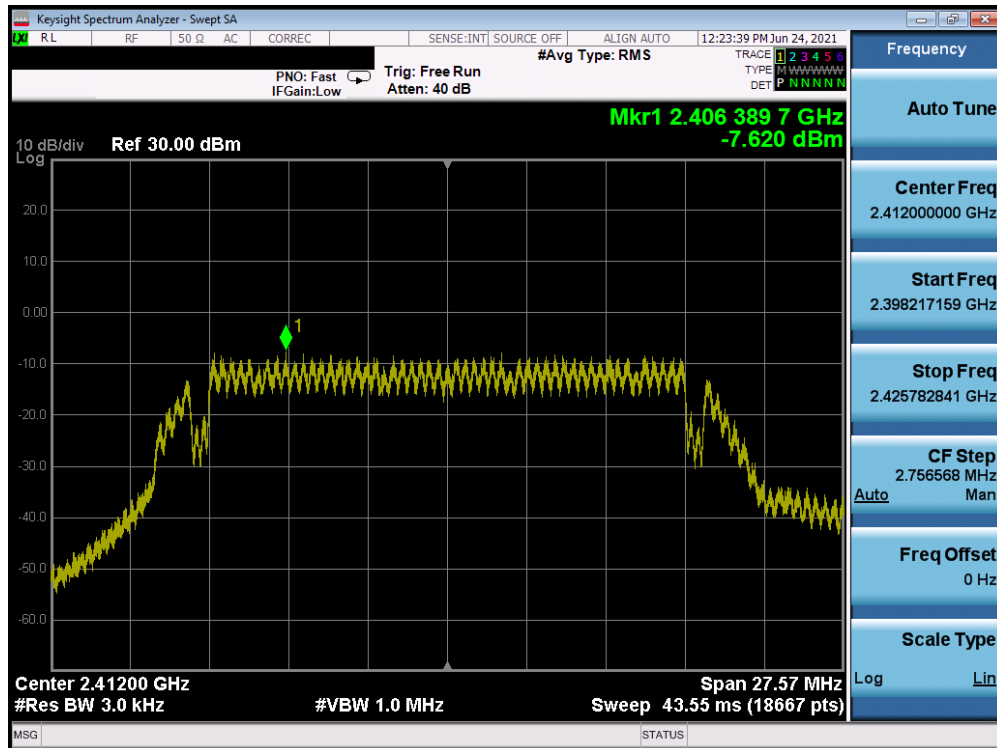 Keysight Spectrum Analyzer - Swept SA
LXI RL RF 50 Ω AC CORREC SENSE:INT SOURCE OFF ALIGN AUTO 12:23:39 PM Jun 24, 2021
#Avg Type: RMS
TRACE 1 2 3 4 5 6
PNO: Fast Trig: Free Run
TYPE M WWWWW
IFGain:Low Atten: 40 dB
DET P N N N N N
Mkr1 2.406 389 7 GHz
-7.620 dBm
10 dB/div Ref 30.00 dBm
Log
1
20.0
10.0
0.00
-10.0
-20.0
-30.0
-40.0
-50.0
-60.0
Center 2.41200 GHz Span 27.57 MHz
#Res BW 3.0 kHz #VBW 1.0 MHz Sweep 43.55 ms (18667 pts)
MSG STATUS
Frequency
Auto Tune
Center Freq
2.412000000 GHz
Start Freq
2.398217159 GHz
Stop Freq
2.425782841 GHz
CF Step
2.756568 MHz
Auto Man
Freq Offset
0 Hz
Scale Type
Log Lin